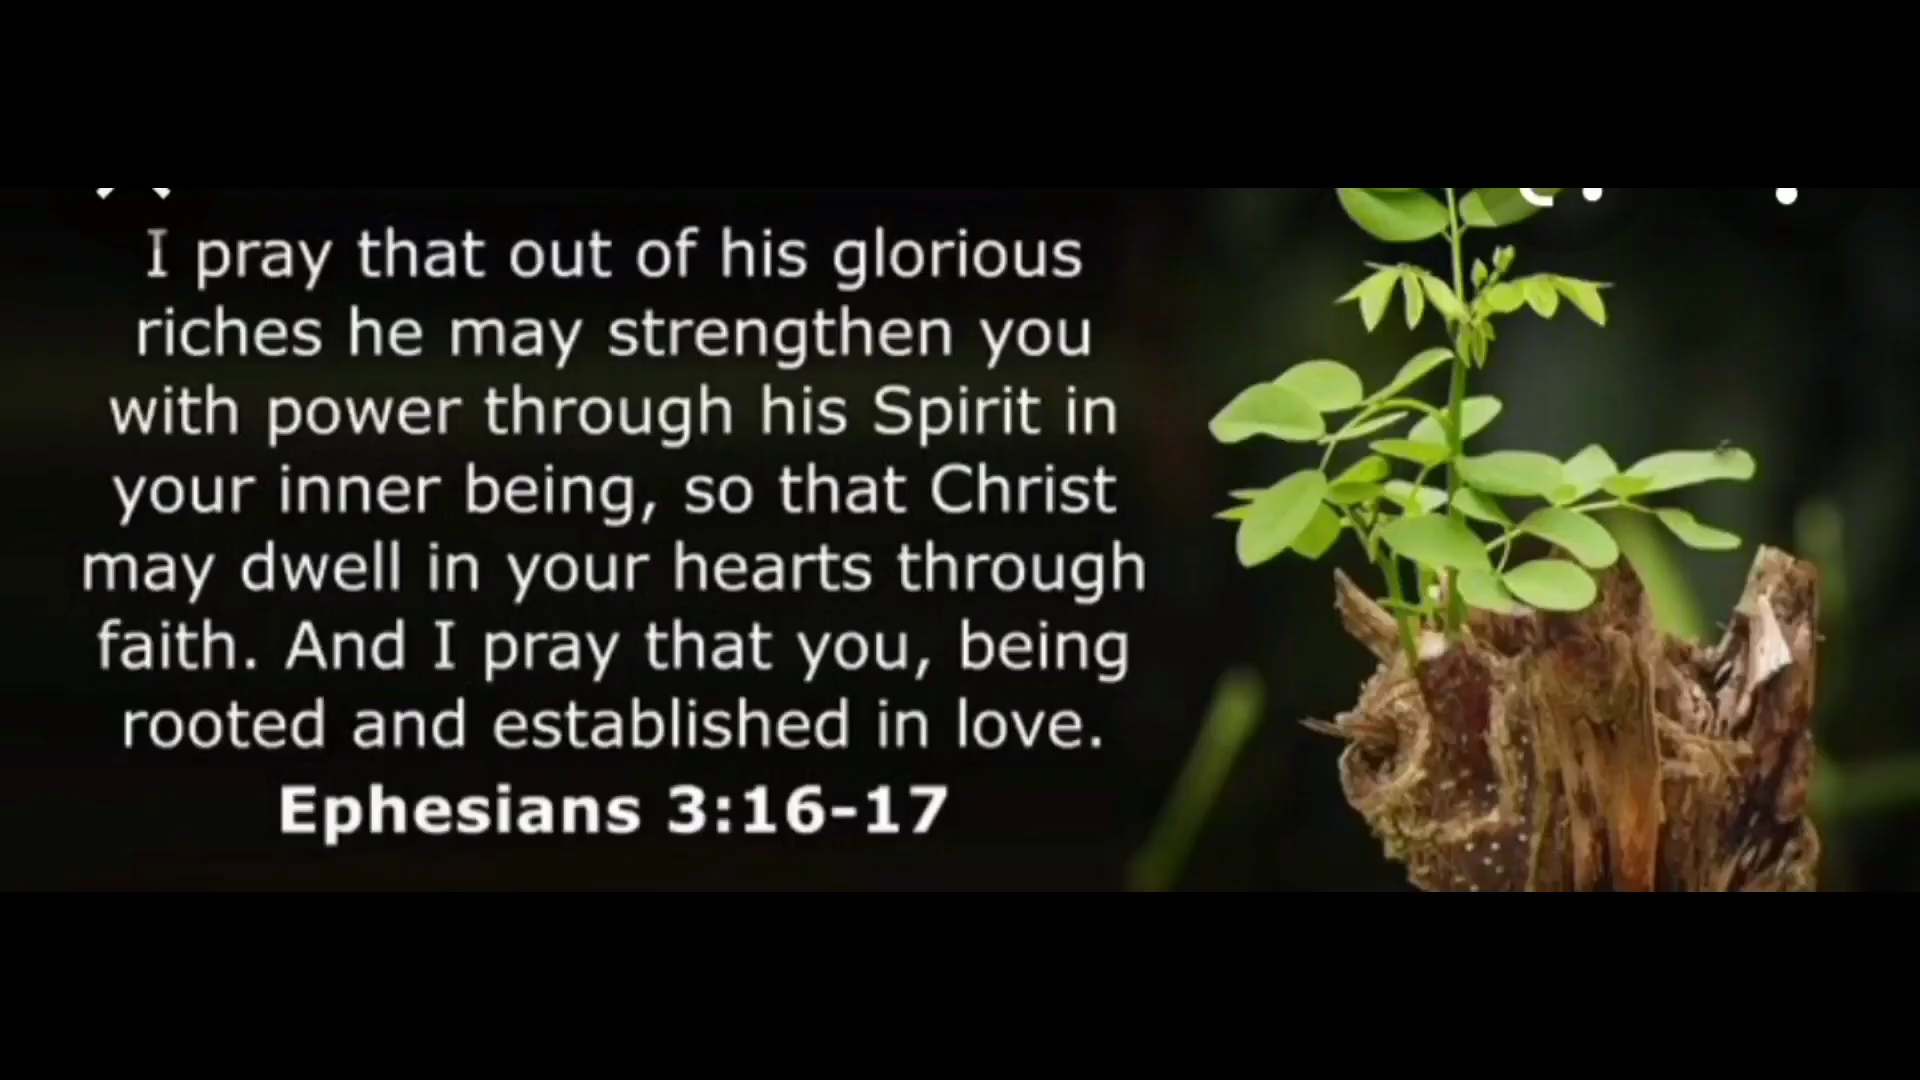 I pray that out of his glorious
riches he may strengthen you
with power through his Spirit in
your inner being, so that Christ
may dwell in your hearts through
faith. And I pray that you, being
rooted and established in love.
Ephesians 3:16-17